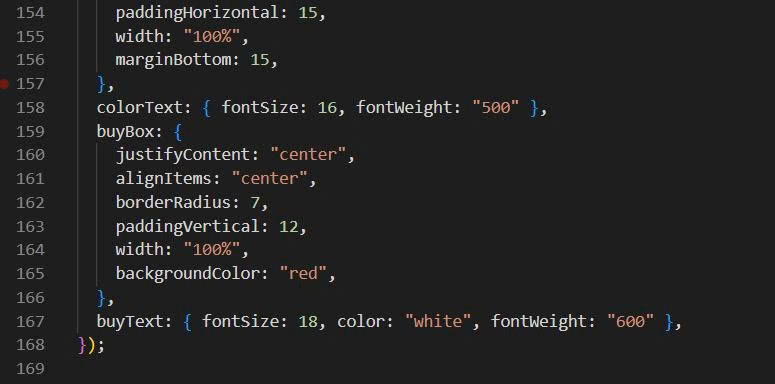 154 paddingHorizontal: 15,
155 width: "100%",
156 marginBottom: 15,
157 },
158 colorText: { fontSize: 16, fontWeight: "500" },
159 buyBox: {
160 justifyContent: "center",
161 alignItems: "center",
162 borderRadius: 7,
163 paddingVertical: 12,
164 width: "100%",
165 backgroundColor: "red",
166 },
167 buyText: { fontSize: 18, color: "white", fontWeight: "600" },
168 });
169